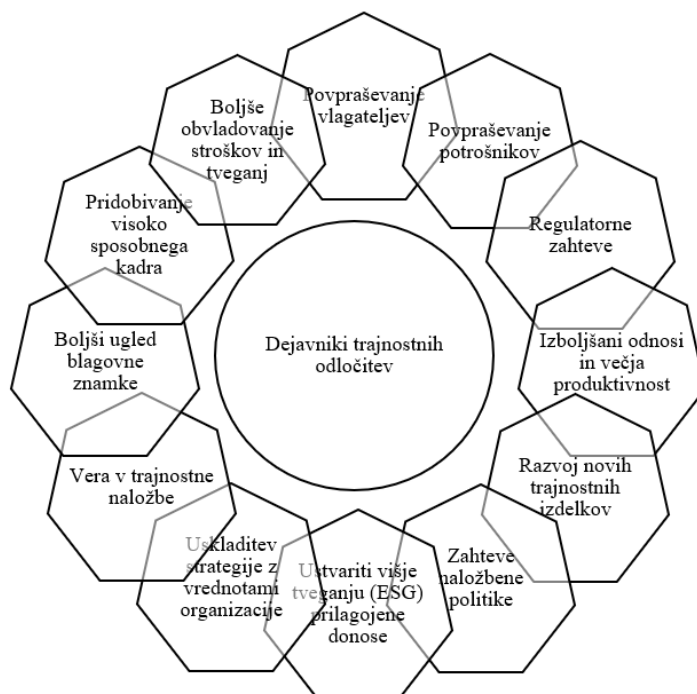 Povpraševanje
vlagateljev
Povpraševanje
potrošnikov
Regulatorne
zahteve
Izboljšani odnosi
in večja
produktivnost
Razvoj novih
trajnostnih
izdelkov
Zahteve
naložbene
politike
Ustvariti višje
tveganju (ESG)
prilagojene
donose
Uskladitev
strategije z
vrednotami
organizacije
Vera v trajnostne
naložbe
Boljši ugled
blagovne
znamke
Pridobivanje
visoko
sposobnega
kadra
Boljše
obvladovanje
stroškov in
tveganj
Dejavniki trajnostnih
odločitev